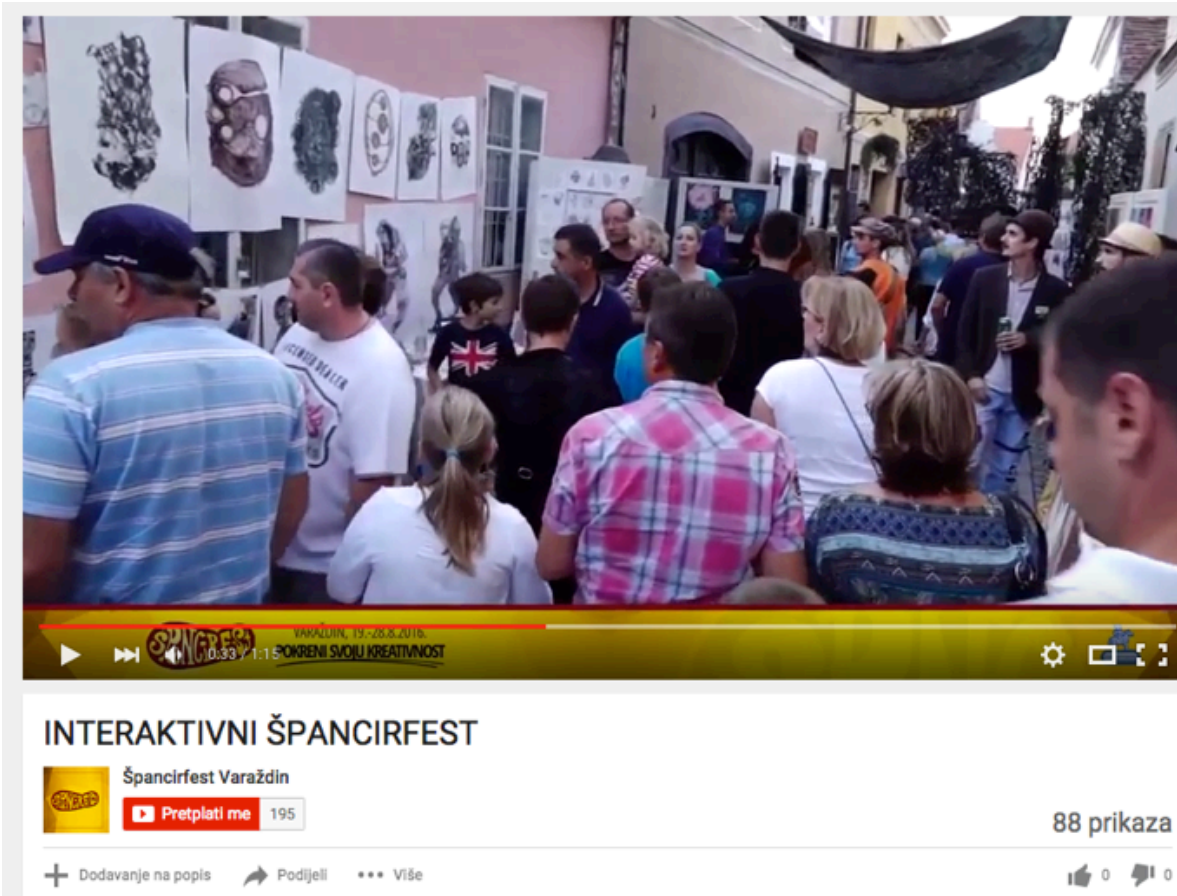 VARAŽDIN, 19.-28.8.2016.
0:33 / 1:15
POKRENI SVOJU KREATIVNOST
INTERAKTIVNI ŠPANCIRFEST
Špancirfest Varaždin
Pretplati me 195
88 prikaza
Dodavanje na popis Podijeli Više 0 0